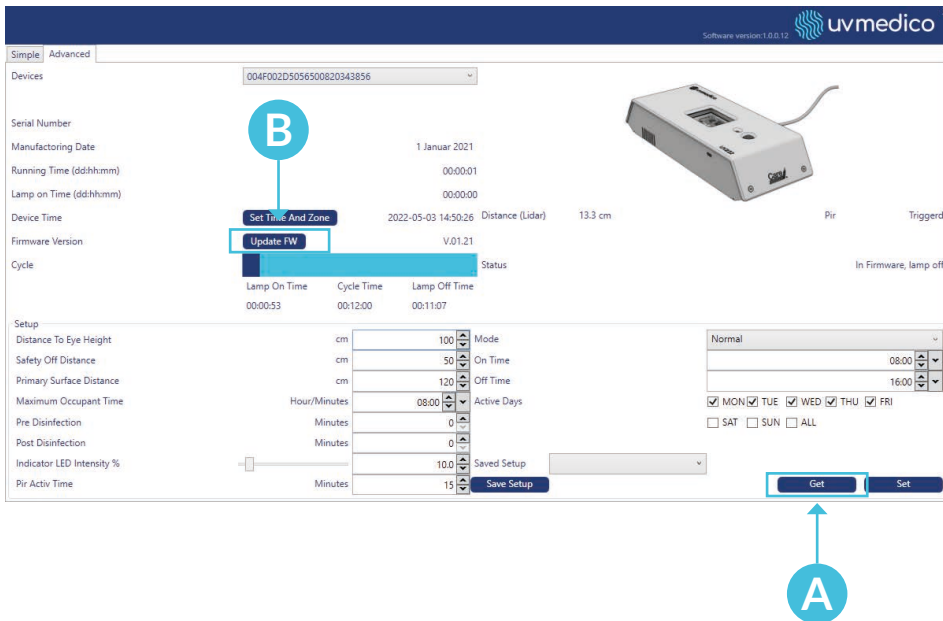 uvmedico
Software version:1.0.0.12
Simple Advanced
Devices 004F002D5056500820343856
Serial Number
B
Manufactoring Date 1 Januar 2021
Running Time (dd:hh:mm) 00:00:01
Lamp on Time (dd:hh:mm) 00:00:00
Device Time Set Time And Zone 2022-05-03 14:50:26 Distance (Lidar) 13.3 cm Pir Triggerd
Firmware Version Update FW V.01.21
Cycle Status In Firmware, lamp off
Lamp On Time Cycle Time Lamp Off Time
00:00:53 00:12:00 00:11:07
Setup
Distance To Eye Height cm 100 Mode Normal
Safety Off Distance cm 50 On Time 08:00
Primary Surface Distance cm 120 Off Time 16:00
Maximum Occupant Time Hour/Minutes 08:00 Active Days MON TUE WED THU FRI
Pre Disinfection Minutes 0 SAT SUN ALL
Post Disinfection Minutes 0
Indicator LED Intensity % 10.0 Saved Setup
Pir Activ Time Minutes 15 Save Setup Get Set
A